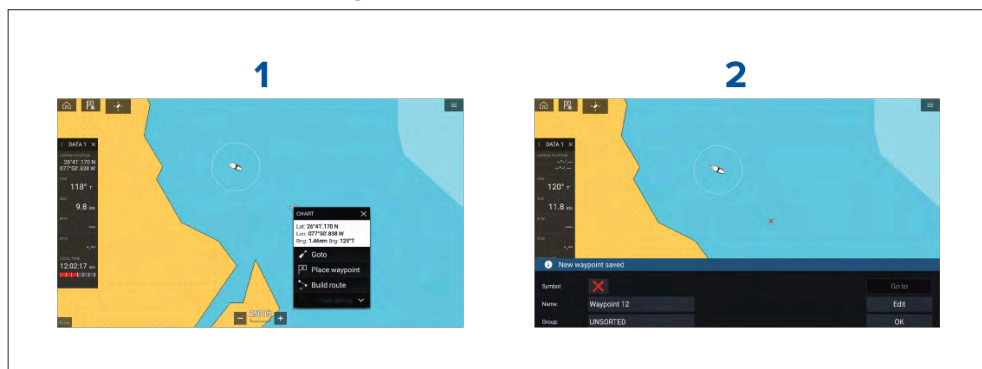 1
2
DATA 1
26°41'.170 N
077°50'.838 W
118° T
9.8 kts
---
-.--
LOCAL TIME
12:02:17 am
CHART
Lat: 26°41'.170 N
Lon: 077°50'.838 W
Rng: 1.46nm Brg: 125°T
Goto
Place waypoint
Build route
DATA 1
120° T
11.8 kts
New waypoint saved
Symbol:
Go to
Name:
Waypoint 12
Edit
Group:
UNSORTED
OK